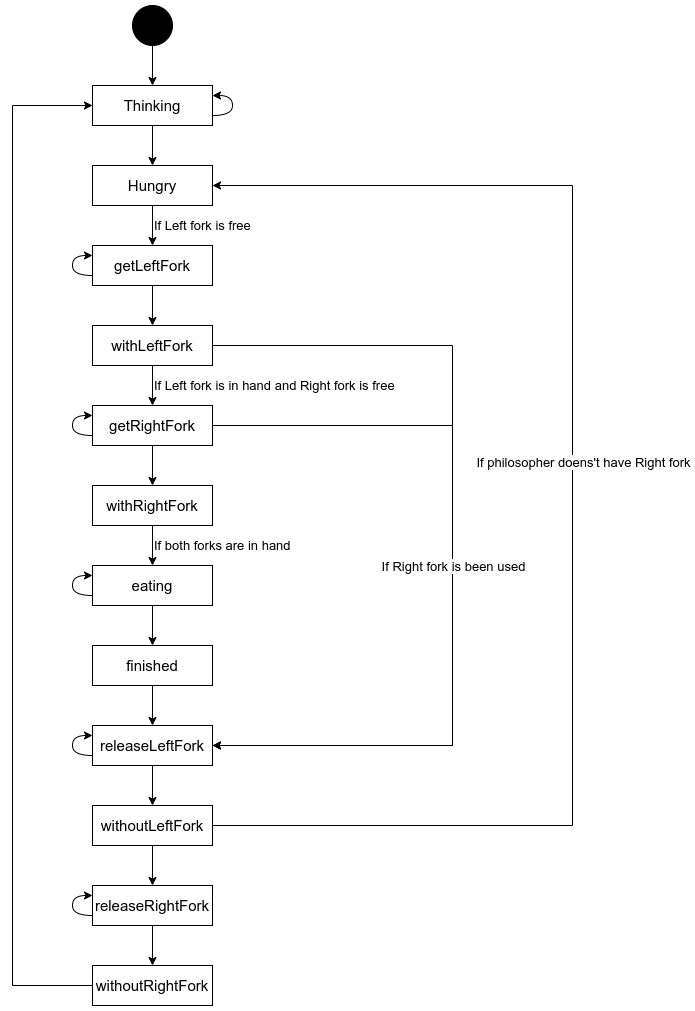 Thinking
Hungry
If Left fork is free
getLeftFork
withLeftFork
If Left fork is in hand and Right fork is free
getRightFork
If philosopher doens't have Right fork
withRightFork
If both forks are in hand
If Right fork is been used
eating
finished
releaseLeftFork
withoutLeftFork
releaseRightFork
withoutRightFork